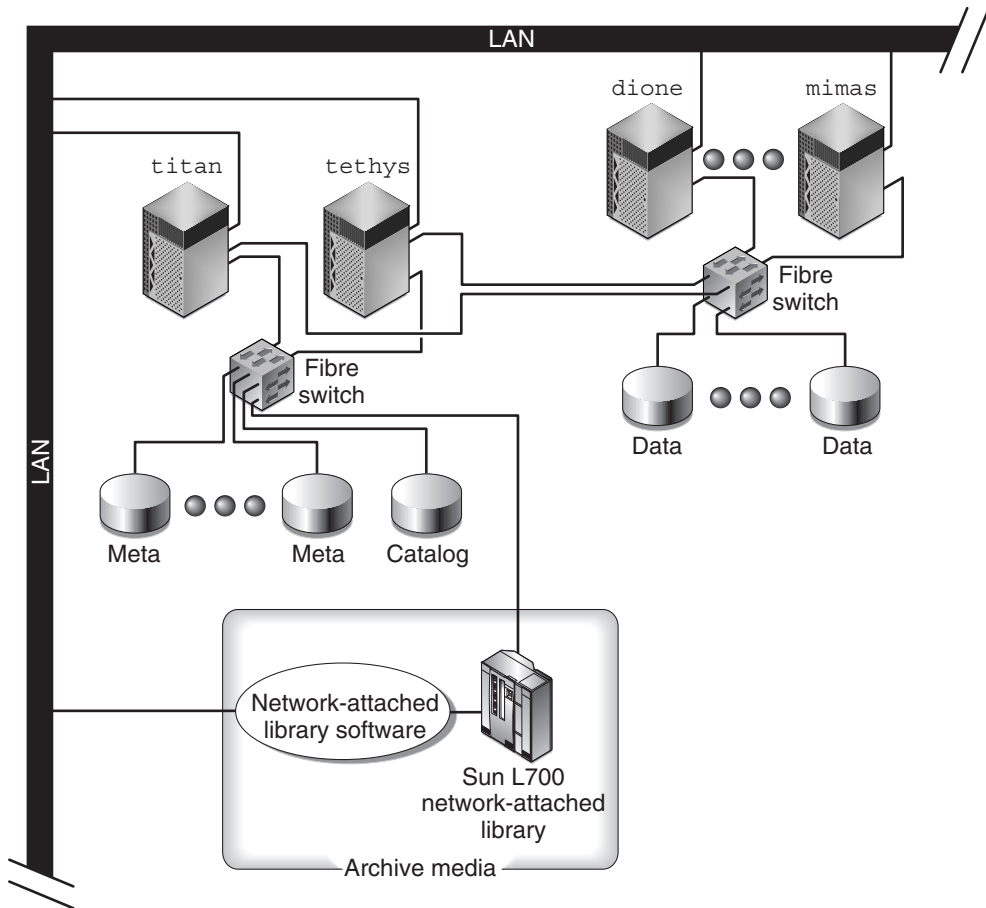 LAN
dione
mimas
titan
tethys
Fibre
switch
Fibre
switch
Data
Data
LAN
Meta
Meta
Catalog
Network-attached
library software
Sun L700
network-attached
library
Archive media